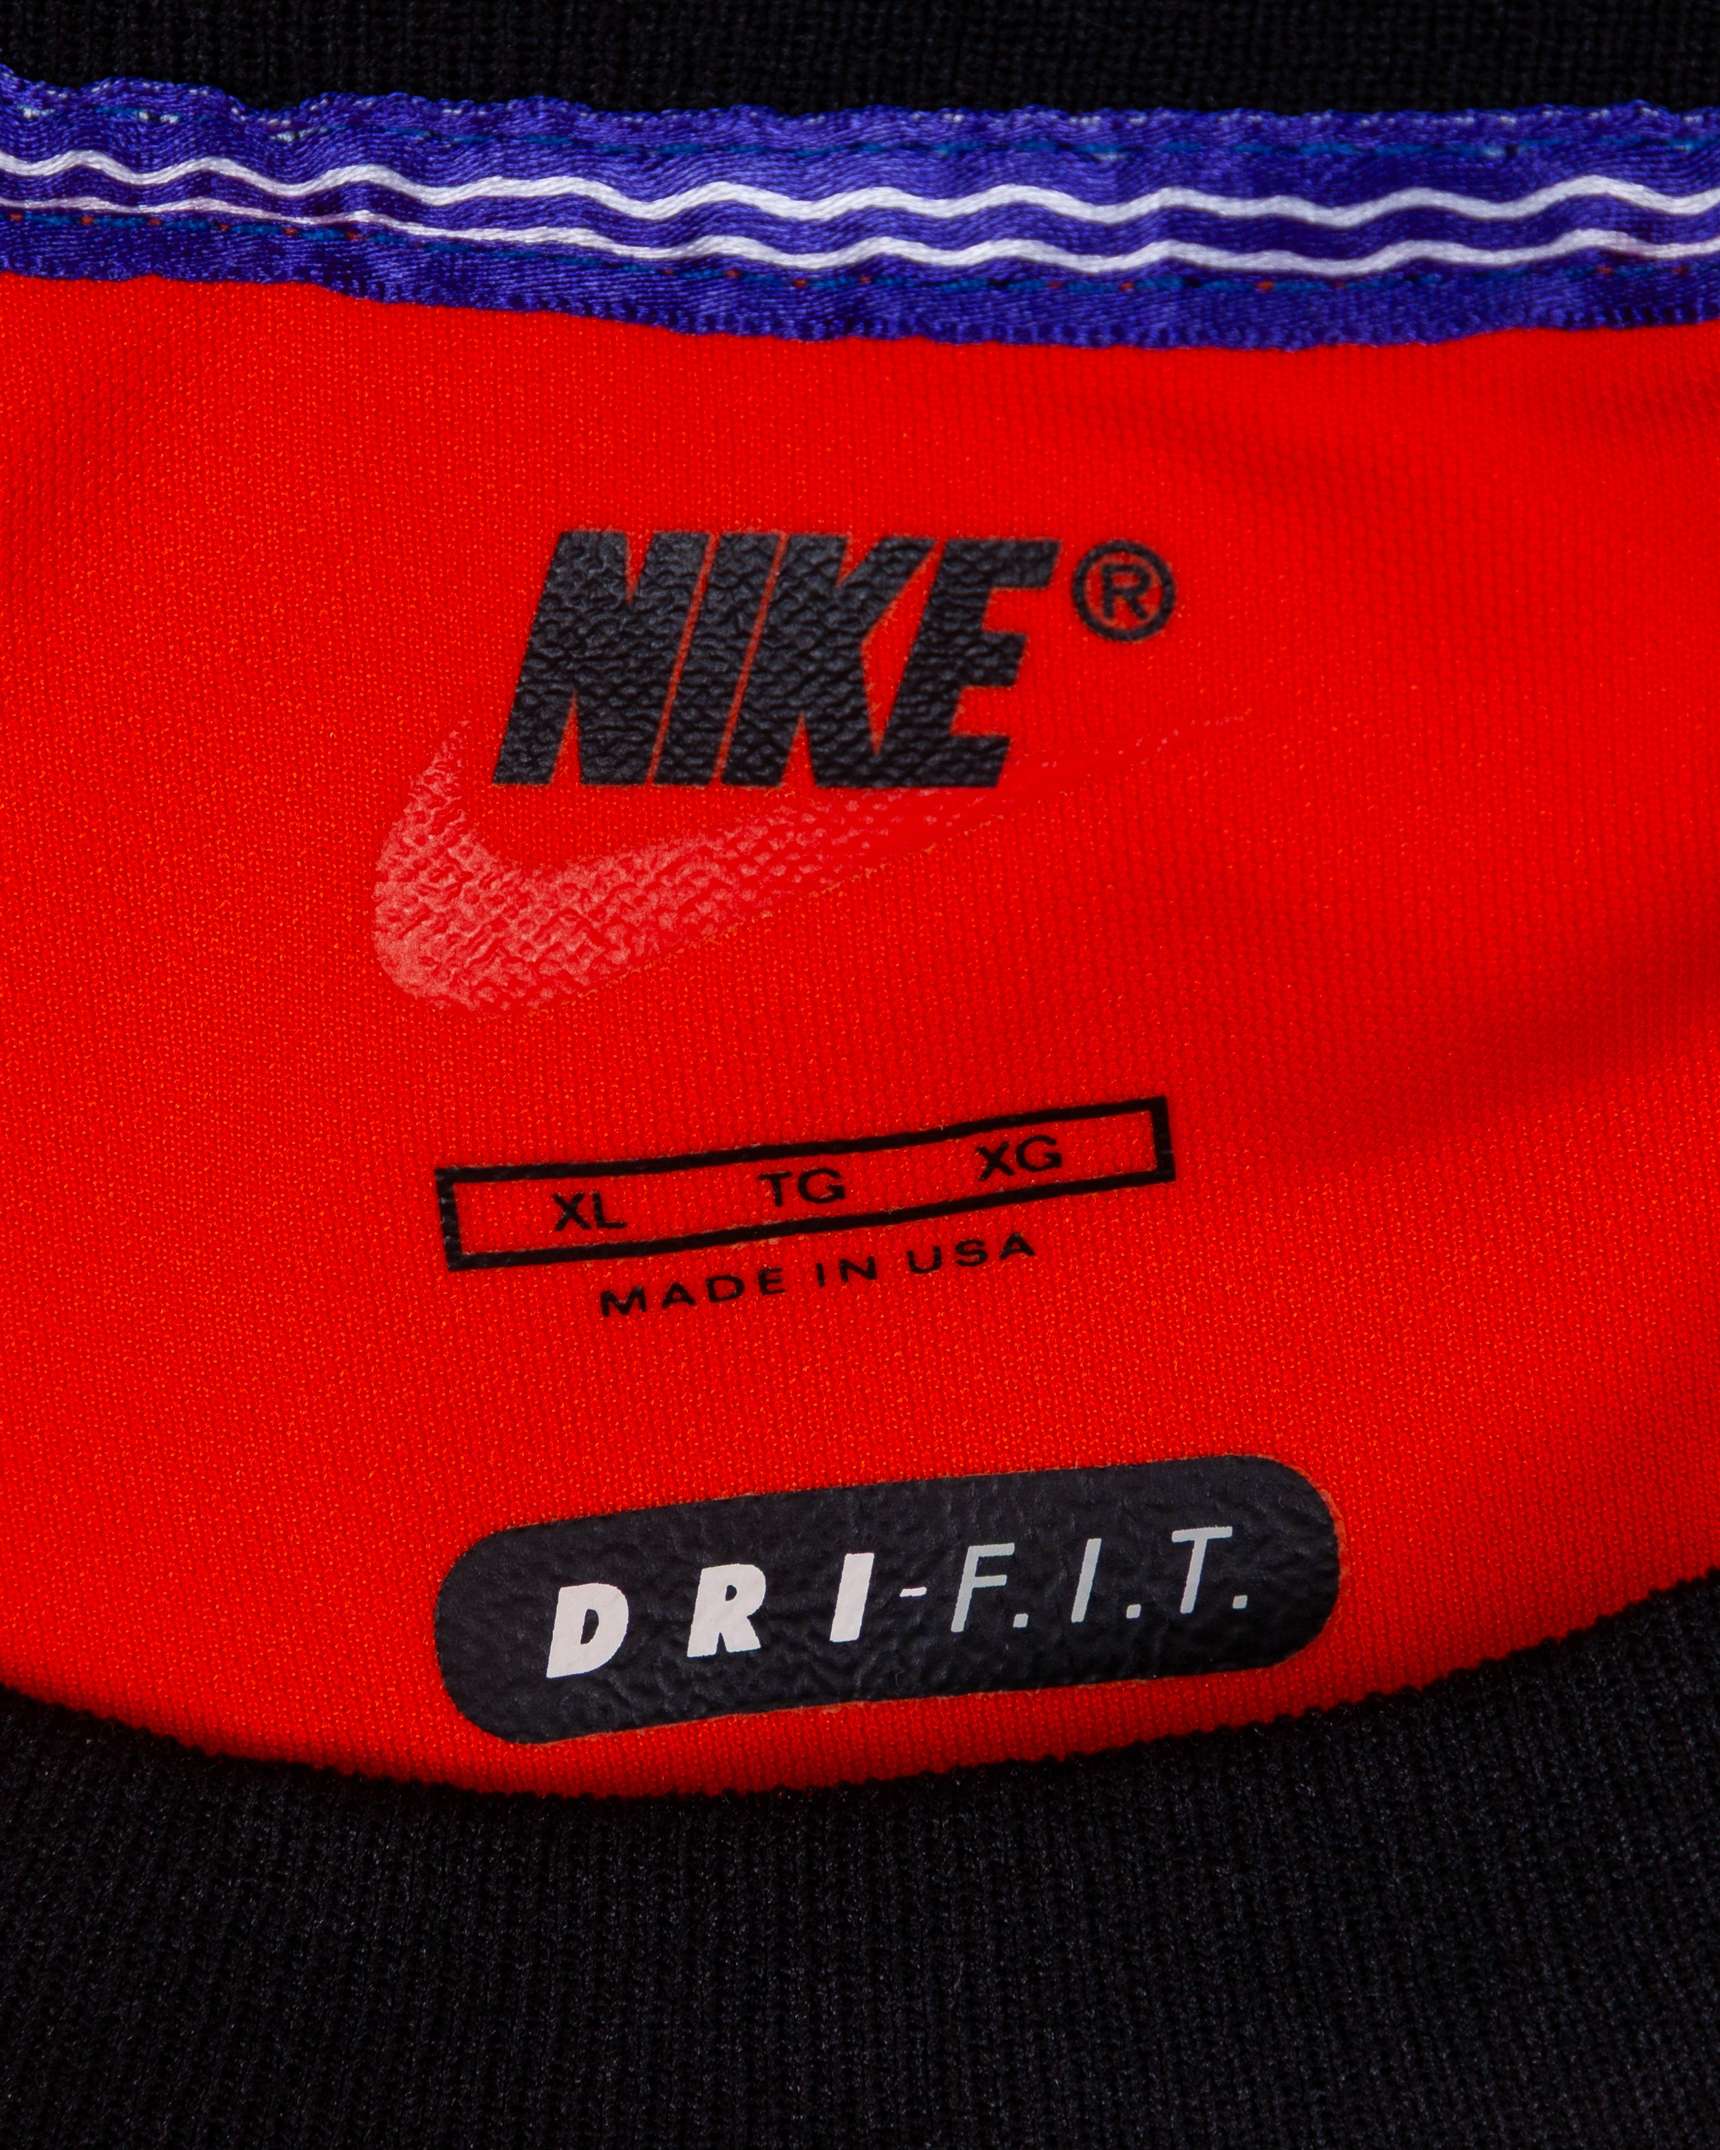 NIKE®
XL TG XG
MADE IN USA
DRI-F.I.T.